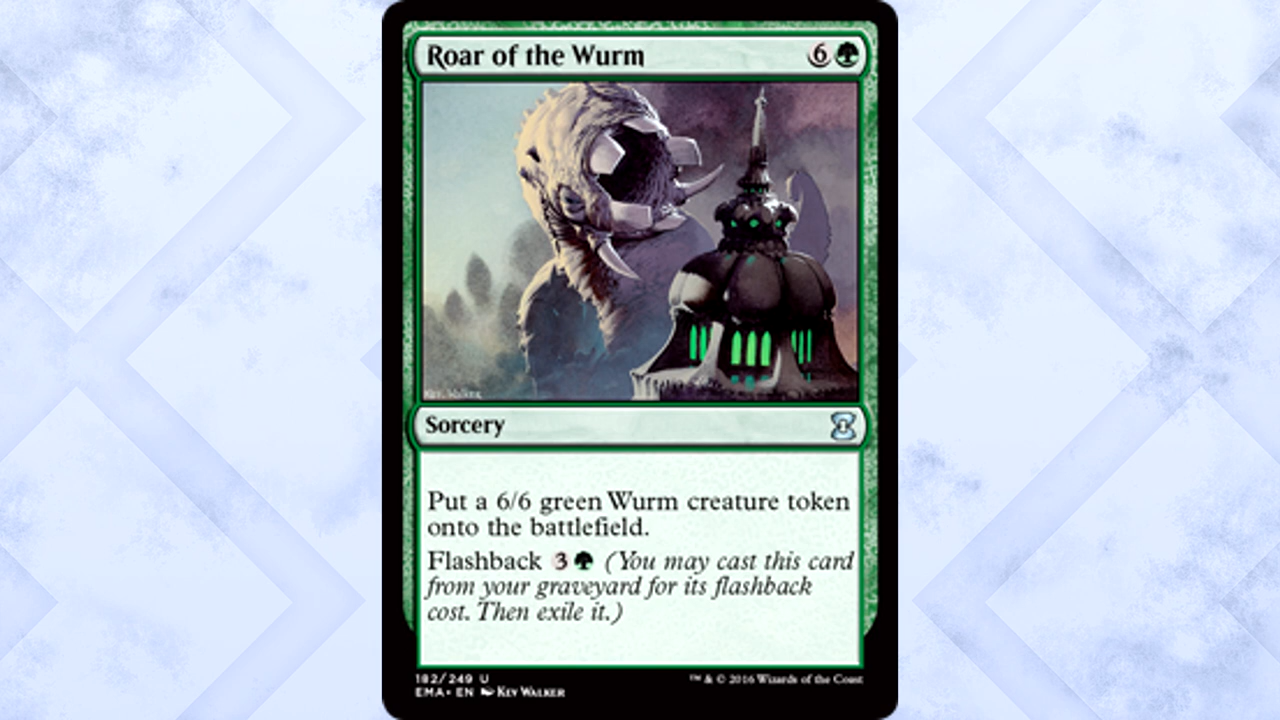 Roar of the Wurm 6
Sorcery
Put a 6/6 green Wurm creature token
onto the battlefield.
Flashback 3 (You may cast this card
from your graveyard for its flashback
cost. Then exile it.)
182/249 U
™ & © 2016 Wizards of the Coast
EMA • EN Kev Walker